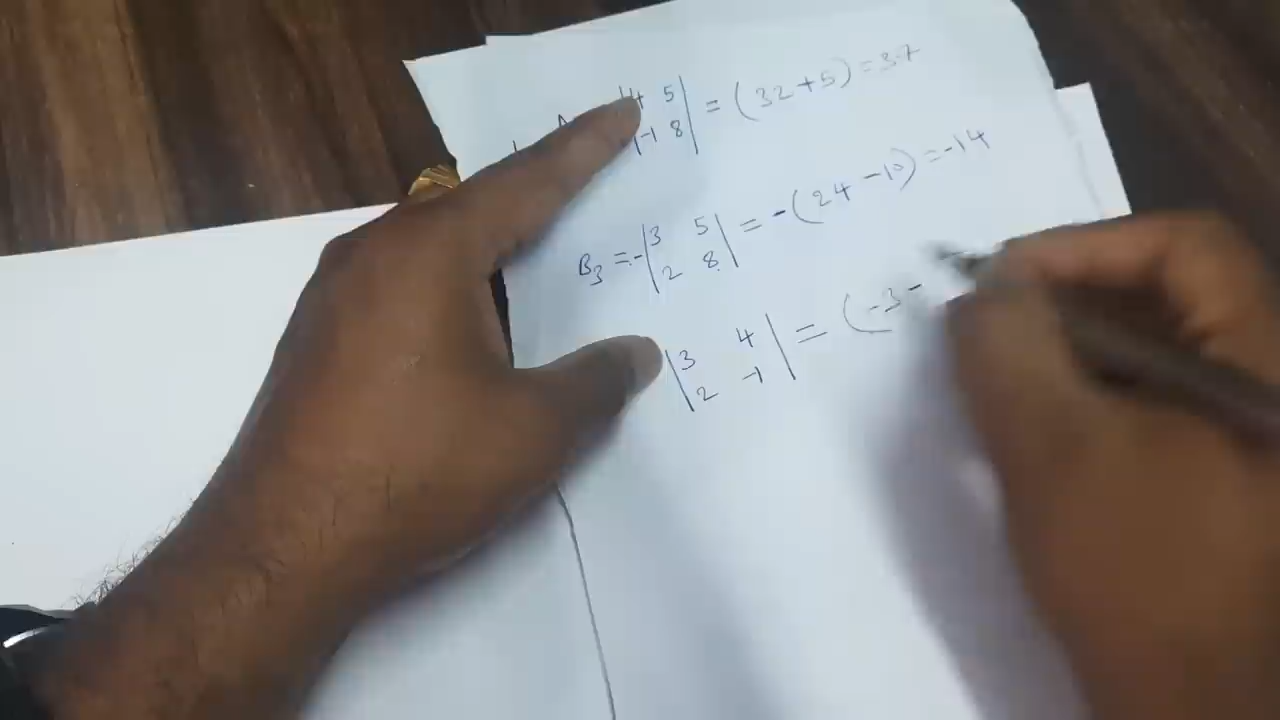 |4 5| = (32+5) = 37
|-1 8|
B3 = -|3 5| = -(24-10) = -14
|2 8|
|3 4| = (-3-
|2 -1|